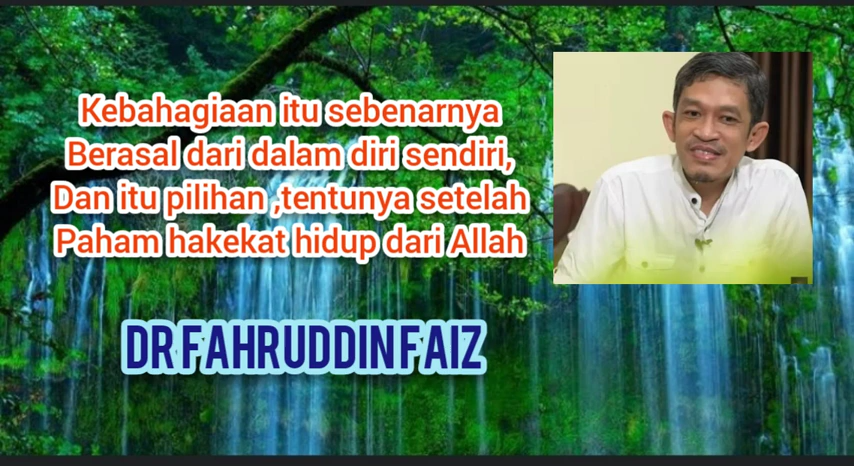 Kebahagiaan itu sebenarnya
Berasal dari dalam diri sendiri,
Dan itu pilihan ,tentunya setelah
Paham hakekat hidup dari Allah
DR FAHRUDDIN FAIZ